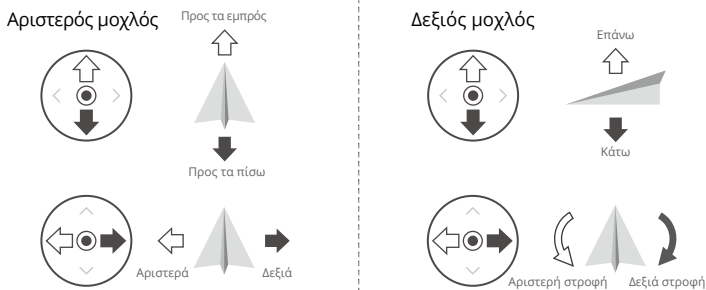 Αριστερός μοχλός
Προς τα εμπρός
Προς τα πίσω
Αριστερά
Δεξιά
Δεξιός μοχλός
Επάνω
Κάτω
Αριστερή στροφή
Δεξιά στροφή